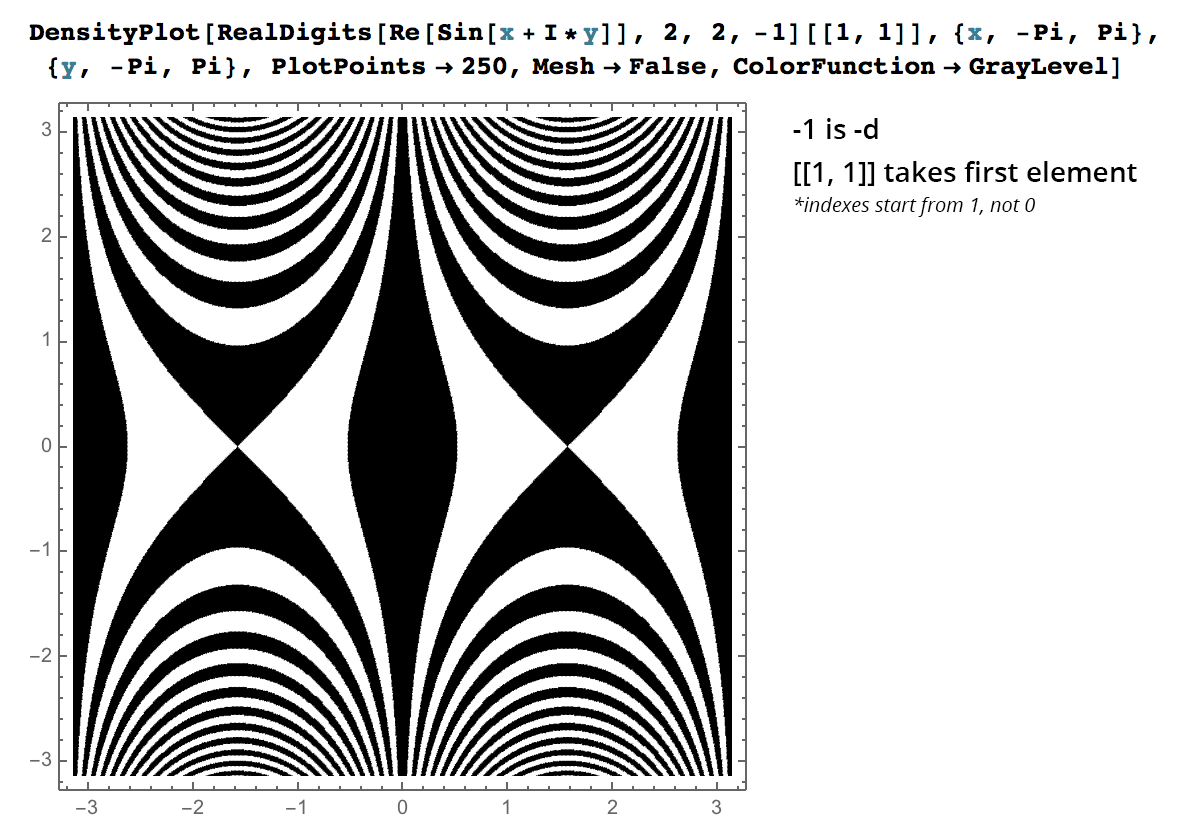 DensityPlot[RealDigits[Re[Sin[x + I * y]], 2, 2, -1][[1, 1]], {x, -Pi, Pi},
{y, -Pi, Pi}, PlotPoints → 250, Mesh → False, ColorFunction → GrayLevel]
-1 is -d
[[1, 1]] takes first element
*indexes start from 1, not 0
3
2
1
0
−1
−2
−3
−3 −2 −1 0 1 2 3